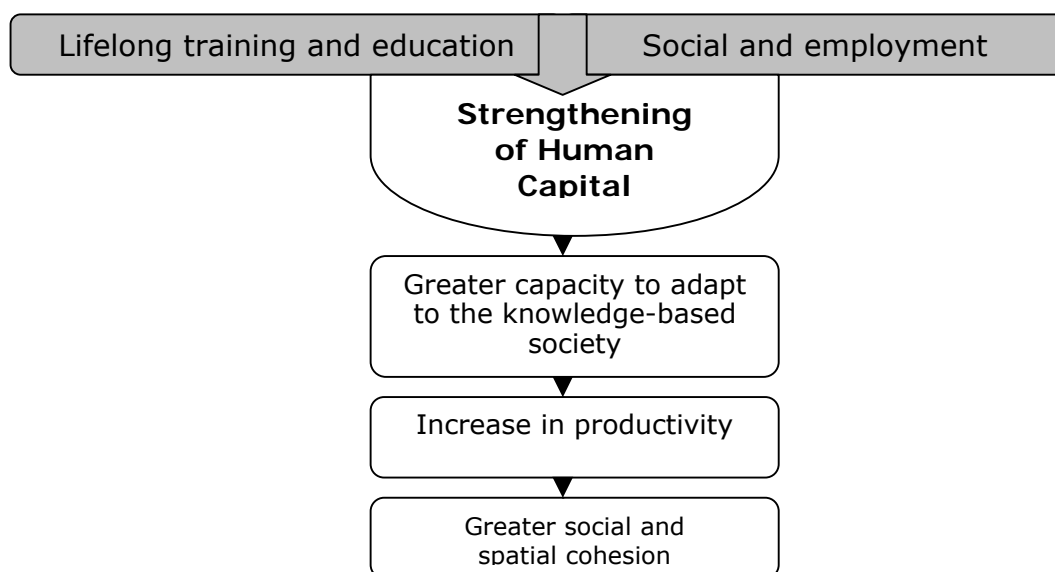 Lifelong training and education
Social and employment
Strengthening
of Human
Capital
Greater capacity to adapt
to the knowledge-based
society
Increase in productivity
Greater social and
spatial cohesion